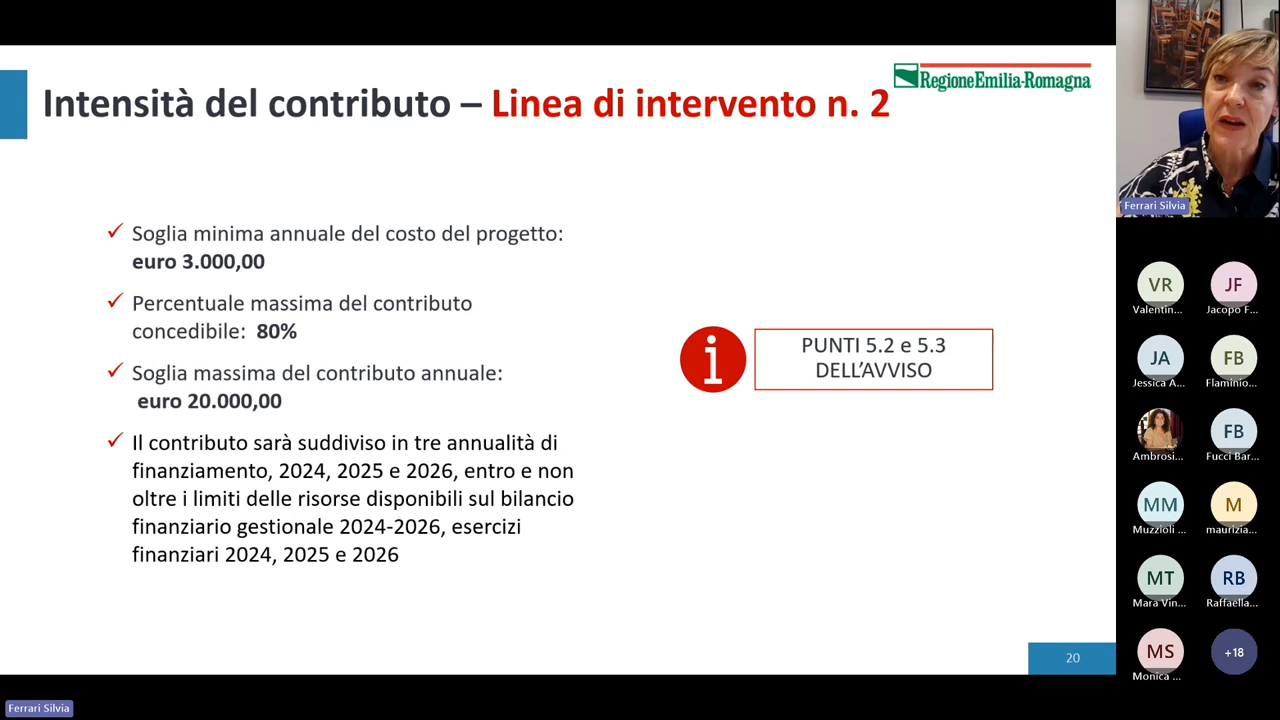 Intensità del contributo – Linea di intervento n. 2
RegioneEmilia-Romagna
Soglia minima annuale del costo del progetto:
euro 3.000,00
Percentuale massima del contributo
concedibile: 80%
Soglia massima del contributo annuale:
euro 20.000,00
Il contributo sarà suddiviso in tre annualità di
finanziamento, 2024, 2025 e 2026, entro e non
oltre i limiti delle risorse disponibili sul bilancio
finanziario gestionale 2024-2026, esercizi
finanziari 2024, 2025 e 2026
i
PUNTI 5.2 e 5.3
DELL’AVVISO
20
Ferrari Silvia
VR
JF
Valentin...
Jacopo F...
JA
FB
Jessica A...
Flaminio...
FB
Ambrosi...
Fucci Bar...
MM
M
Muzzioli ...
maurizia...
MT
RB
Mara Vin...
Raffaella...
MS
+18
Monica ...
Ferrari Silvia